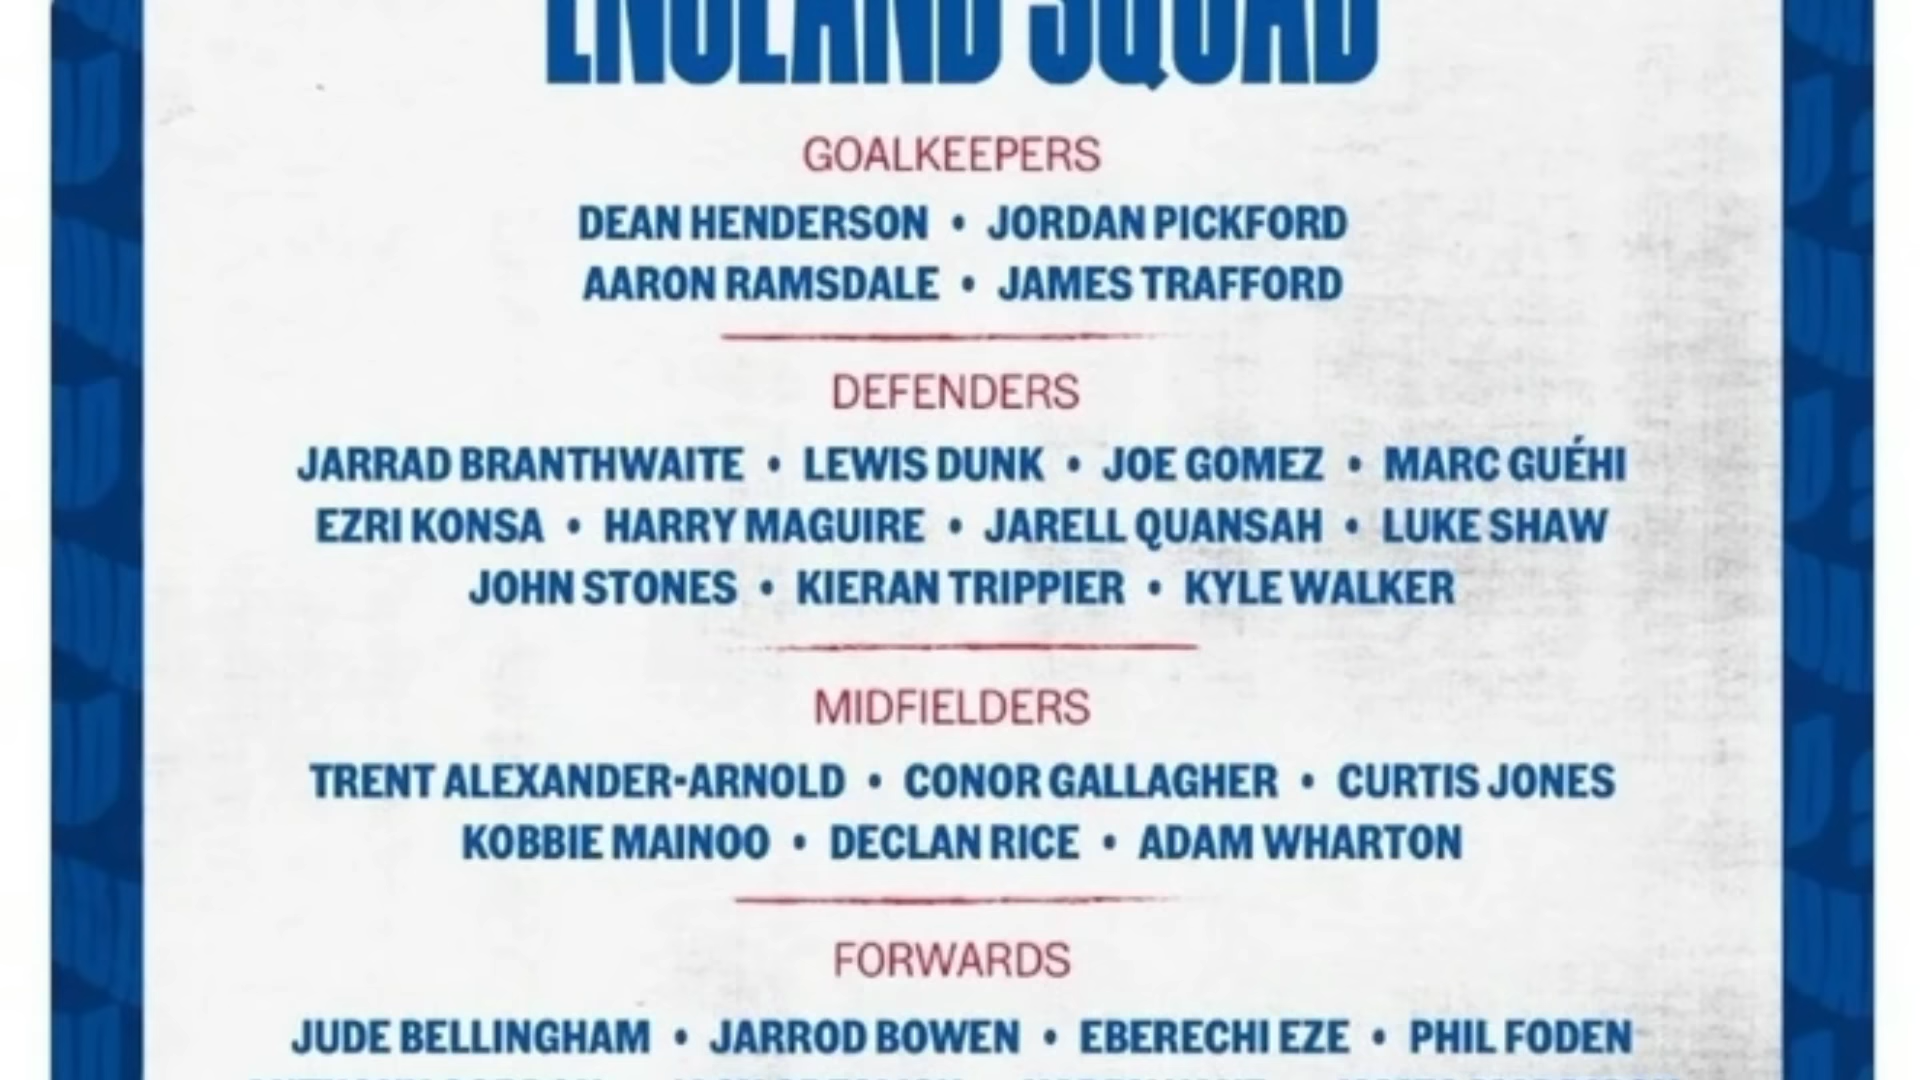 ENGLAND SQUAD
GOALKEEPERS
DEAN HENDERSON • JORDAN PICKFORD
AARON RAMSDALE • JAMES TRAFFORD
DEFENDERS
JARRAD BRANTHWAITE • LEWIS DUNK • JOE GOMEZ • MARC GUÉHI
EZRI KONSA • HARRY MAGUIRE • JARELL QUANSAH • LUKE SHAW
JOHN STONES • KIERAN TRIPPIER • KYLE WALKER
MIDFIELDERS
TRENT ALEXANDER-ARNOLD • CONOR GALLAGHER • CURTIS JONES
KOBBIE MAINOO • DECLAN RICE • ADAM WHARTON
FORWARDS
JUDE BELLINGHAM • JARROD BOWEN • EBERECHI EZE • PHIL FODEN